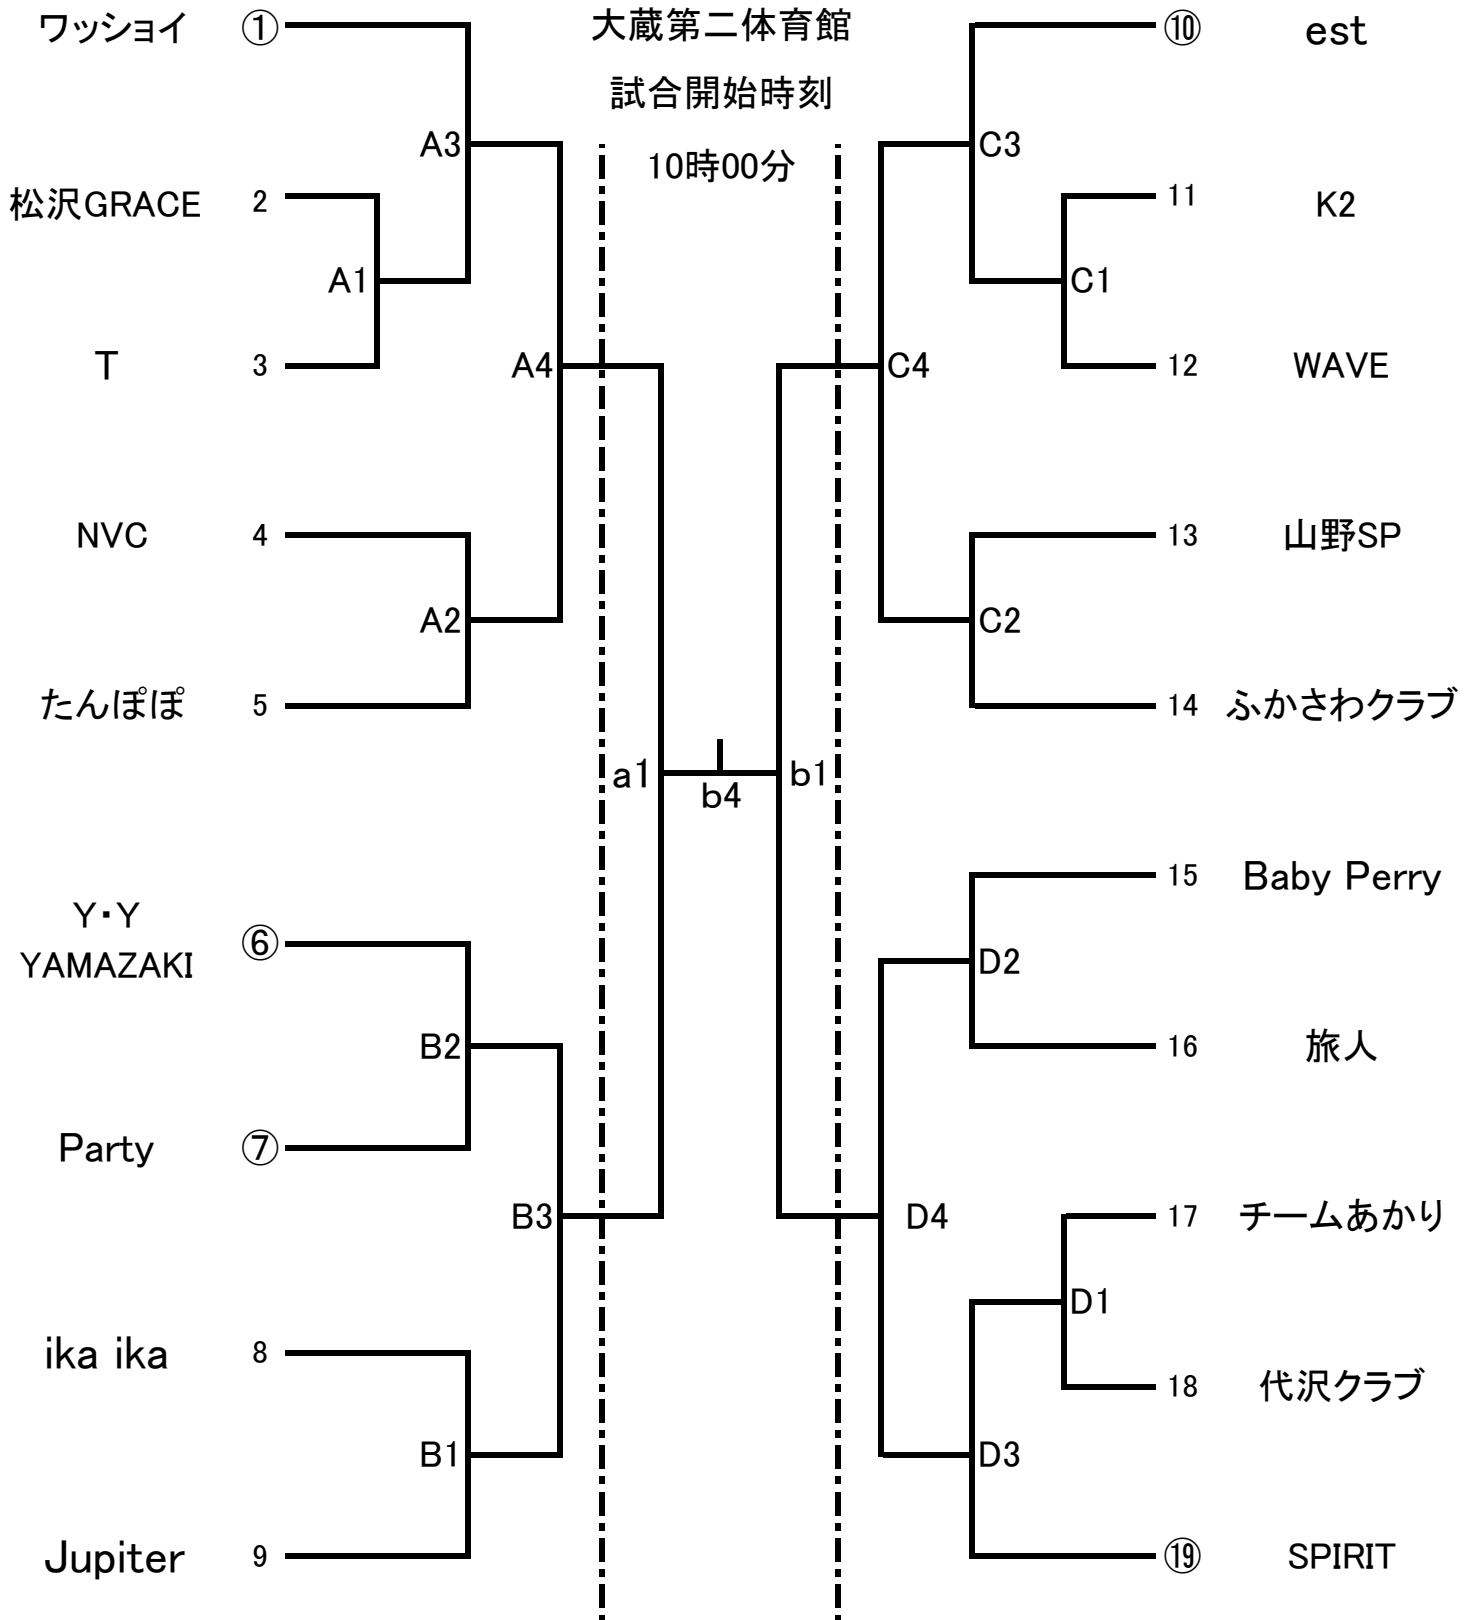 大蔵第二体育館
試合開始時刻
10時00分
ワッショイ ①
A3
松沢GRACE 2
A1
T 3
A4
NVC 4
A2
たんぽぽ 5
a1
b4
b1
Y・Y
YAMAZAKI ⑥
B2
Party ⑦
B3
ika ika 8
B1
Jupiter 9
⑩ est
C3
11 K2
C1
12 WAVE
C4
13 山野SP
C2
14 ふかさわクラブ
15 Baby Perry
D2
16 旅人
D4
17 チームあかり
D1
18 代沢クラブ
D3
⑲ SPIRIT